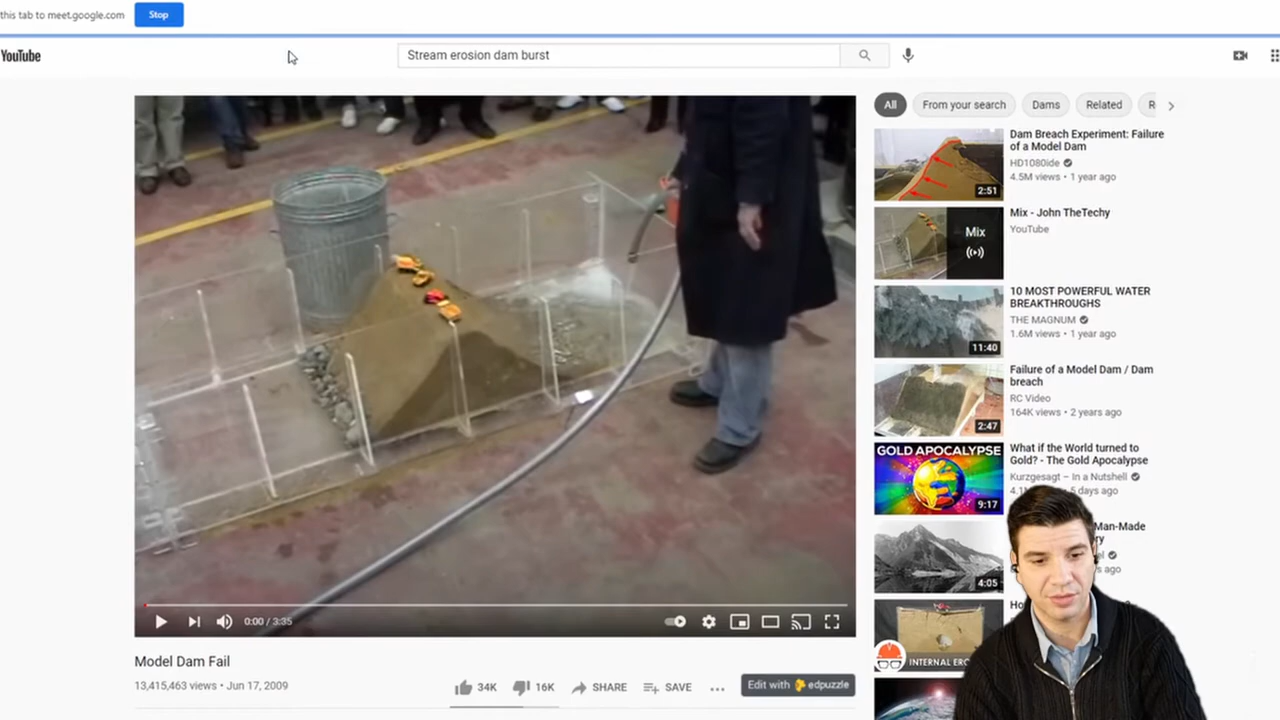 this tab to meet.google.com
Stop
YouTube
Stream erosion dam burst
All
From your search
Dams
Related
R
Dam Breach Experiment: Failure
of a Model Dam
HD1080ide
4.5M views • 1 year ago
2:51
Mix - John TheTechy
YouTube
Mix
10 MOST POWERFUL WATER
BREAKTHROUGHS
THE MAGNUM
1.6M views • 1 year ago
11:40
Failure of a Model Dam / Dam
breach
RC Video
164K views • 2 years ago
2:47
GOLD APOCALYPSE
What if the World turned to
Gold? - The Gold Apocalypse
Kurzgesagt – In a Nutshell
5 days ago
9:17
Man-Made
4:05
INTERNAL ERO
0:00 / 3:35
Model Dam Fail
13,415,463 views • Jun 17, 2009
34K
16K
SHARE
SAVE
Edit with edpuzzle